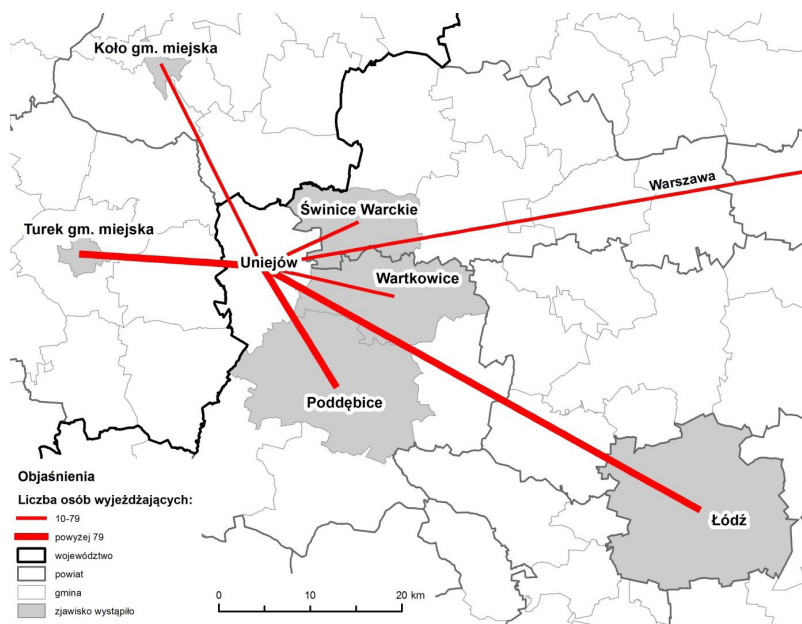 Koło gm. miejska
Warszawa
Świnice Warckie
Turek gm. miejska
Uniejów
Wartkowice
Poddębice
Łódź
Objaśnienia
Liczba osób wyjeżdżających:
10-79
powyżej 79
województwo
powiat
gmina
zjawisko wystąpiło
0 10 20 km